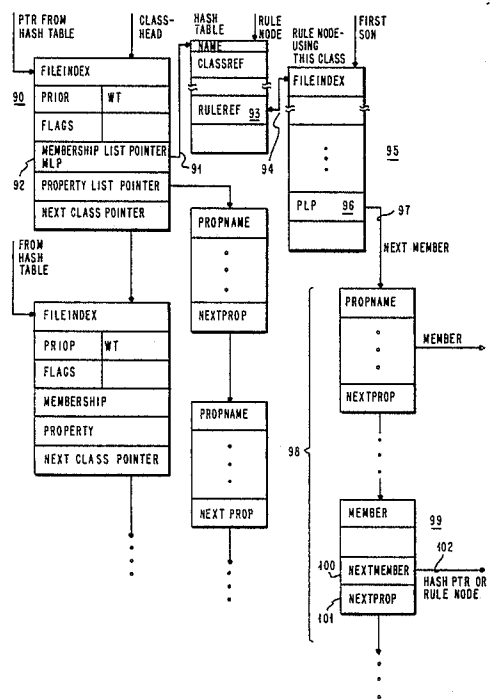 PTR FROM
HASH TABLE
CLASS-
HEAD
HASH
TABLE
RULE
NODE
RULE NODE-
USING
THIS CLASS
FIRST
SON
90
FILEINDEX
PRIOR WT
FLAGS
MEMBERSHIP LIST POINTER
MLP
PROPERTY LIST POINTER
NEXT CLASS POINTER
92
91
NAME
CLASSREF
RULEREF 93
94
FILEINDEX
95
PLP 96
97
NEXT MEMBER
FROM
HASH
TABLE
FILEINDEX
PRIOP WT
FLAGS
MEMBERSHIP
PROPERTY
NEXT CLASS POINTER
PROPNAME
NEXTPROP
PROPNAME
NEXT PROP
98
PROPNAME
MEMBER
NEXTPROP
MEMBER
99
100
NEXTMEMBER
102
HASH PTR OR
RULE NODE
NEXTPROP
101